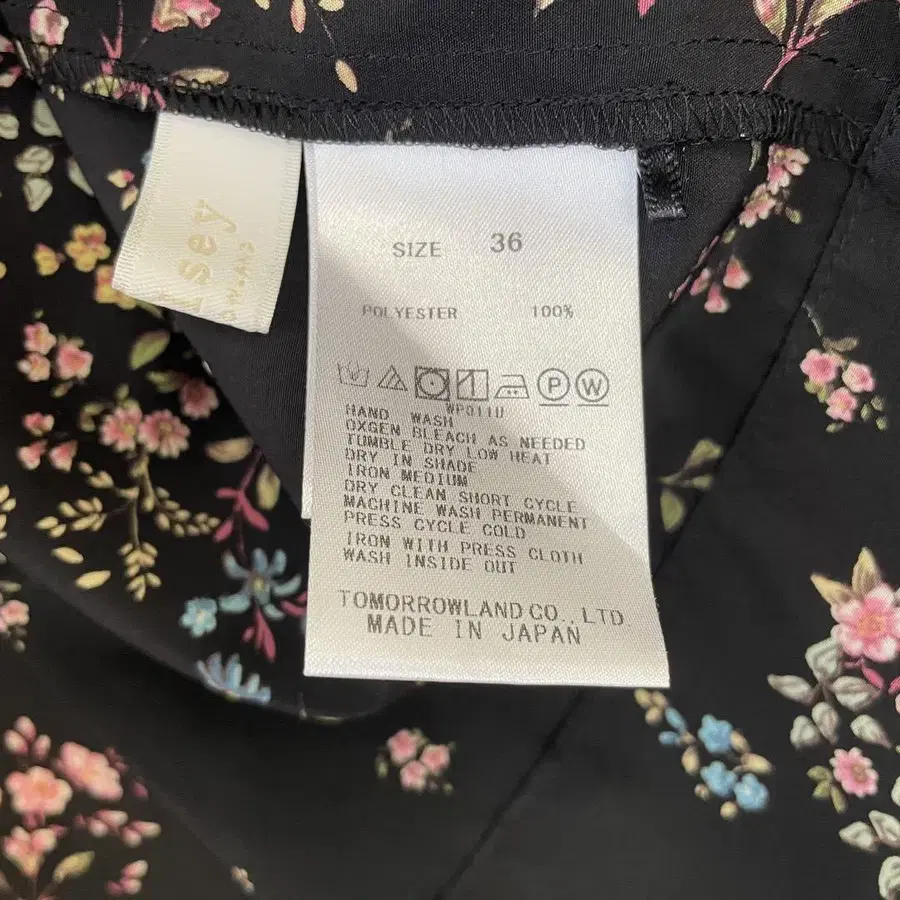 sey
SIZE 36
POLYESTER 100%
P W
WP011U
HAND WASH
OXGEN BLEACH AS NEEDED
TUMBLE DRY LOW HEAT
DRY IN SHADE
IRON MEDIUM
DRY CLEAN SHORT CYCLE
MACHINE WASH PERMANENT
PRESS CYCLE COLD
IRON WITH PRESS CLOTH
WASH INSIDE OUT
TOMORROWLAND CO., LTD
MADE IN JAPAN